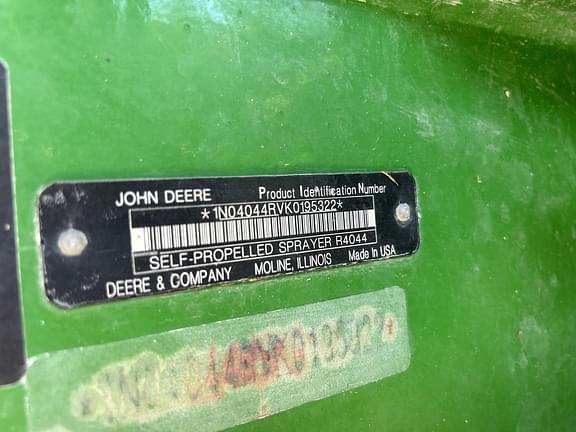 JOHN DEERE Product Identification Number
*1N04044RVK0195322*
SELF-PROPELLED SPRAYER R4044
DEERE & COMPANY MOLINE, ILLINOIS Made In USA